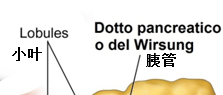 Lobules
小叶
Dotto pancreatico
o del Wirsung
胰管